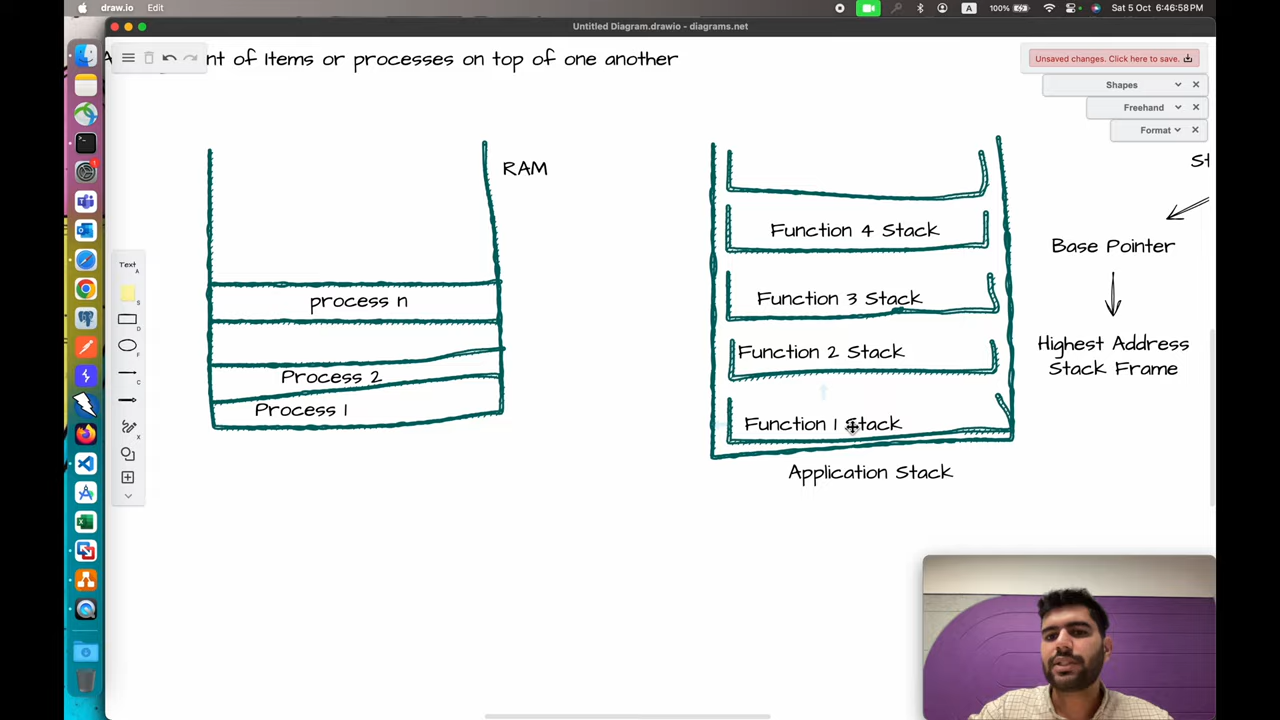 draw.io Edit
A 100% Sat 5 Oct 6:46:58 PM
Untitled Diagram.drawio - diagrams.net
nt of Items or processes on top of one another
Unsaved changes. Click here to save.
Shapes
Freehand
Format
RAM
process n
Process 2
Process 1
Function 4 Stack
Function 3 Stack
Function 2 Stack
Function 1 Stack
Application Stack
Base Pointer
Highest Address
Stack Frame
Text